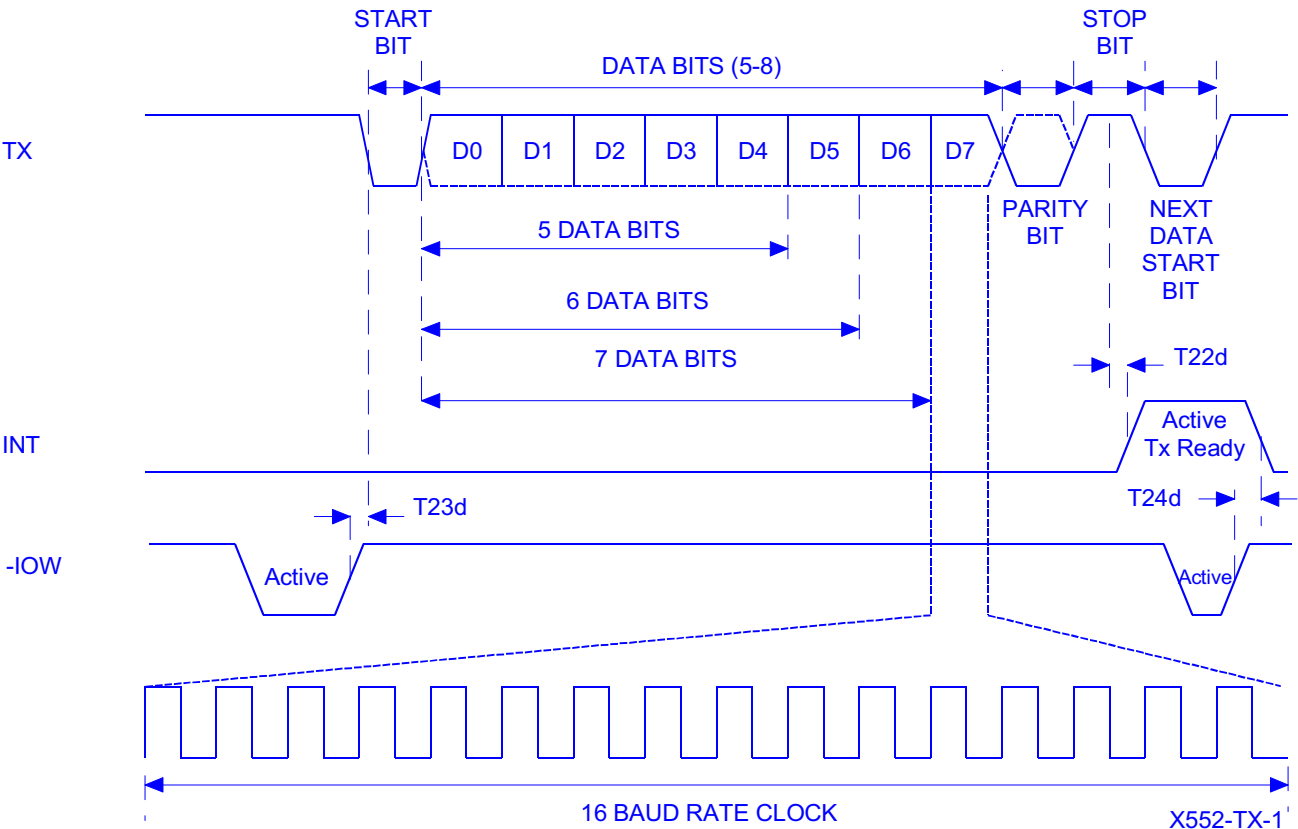 START
BIT
STOP
BIT
DATA BITS (5-8)
TX
D0 D1 D2 D3 D4 D5 D6 D7
PARITY
BIT
NEXT
DATA
START
BIT
5 DATA BITS
6 DATA BITS
7 DATA BITS
T22d
INT
Active
Tx Ready
T23d
T24d
-IOW
Active
Active
16 BAUD RATE CLOCK
X552-TX-1